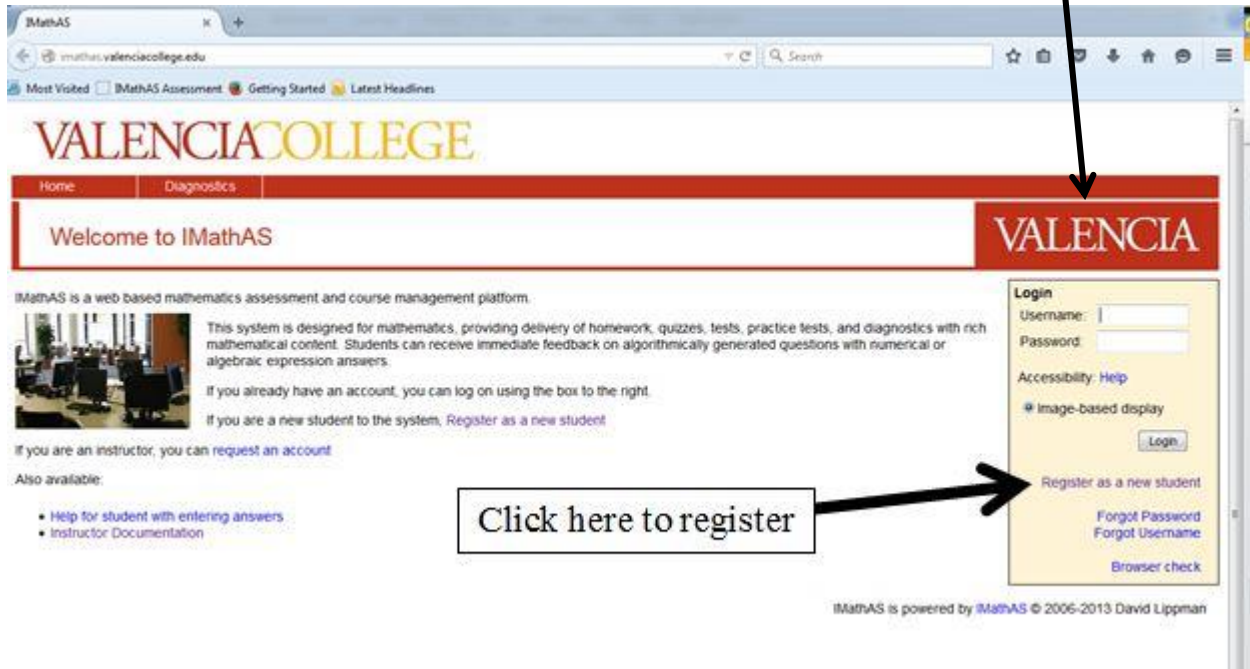 IMathAS
imathas.valenciacollege.edu
Search
Most Visited IMathAS Assessment Getting Started Latest Headlines
VALENCIACOLLEGE
Home Diagnostics
Welcome to IMathAS
VALENCIA
IMathAS is a web based mathematics assessment and course management platform.
This system is designed for mathematics, providing delivery of homework, quizzes, tests, practice tests, and diagnostics with rich
mathematical content. Students can receive immediate feedback on algorithmically generated questions with numerical or
algebraic expression answers.
If you already have an account, you can log on using the box to the right.
If you are a new student to the system, Register as a new student
If you are an instructor, you can request an account
Also available:
• Help for student with entering answers
• Instructor Documentation
Click here to register
Login
Username:
Password:
Accessibility: Help
Image-based display
Login
Register as a new student
Forgot Password
Forgot Username
Browser check
IMathAS is powered by IMathAS © 2006-2013 David Lippman